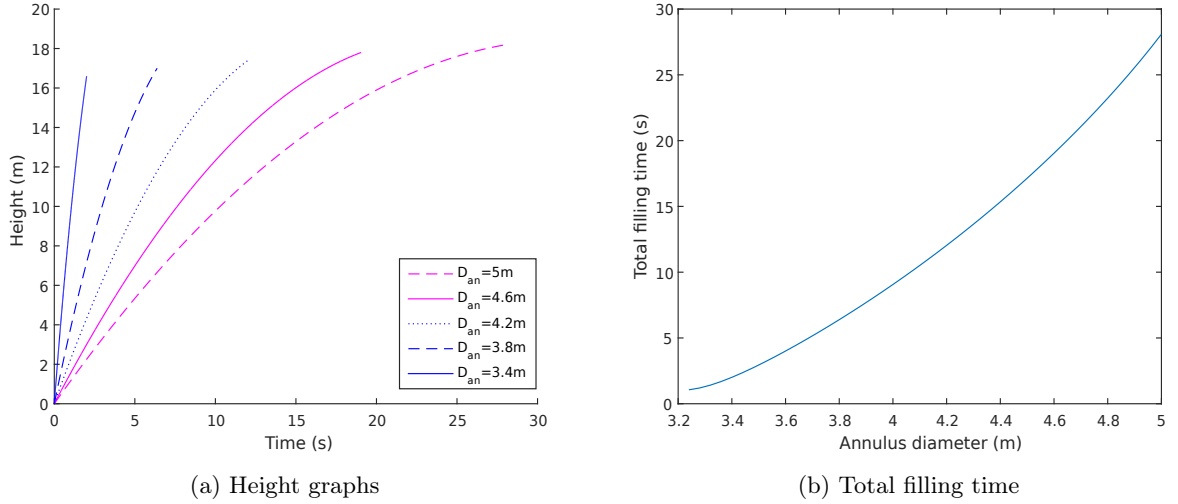 20
18
16
14
12
10
8
6
4
2
0
Height (m)
0 5 10 15 20 25 30
Time (s)
D_an=5m
D_an=4.6m
D_an=4.2m
D_an=3.8m
D_an=3.4m
(a) Height graphs
30
25
20
15
10
5
0
Total filling time (s)
3.2 3.4 3.6 3.8 4 4.2 4.4 4.6 4.8 5
Annulus diameter (m)
(b) Total filling time